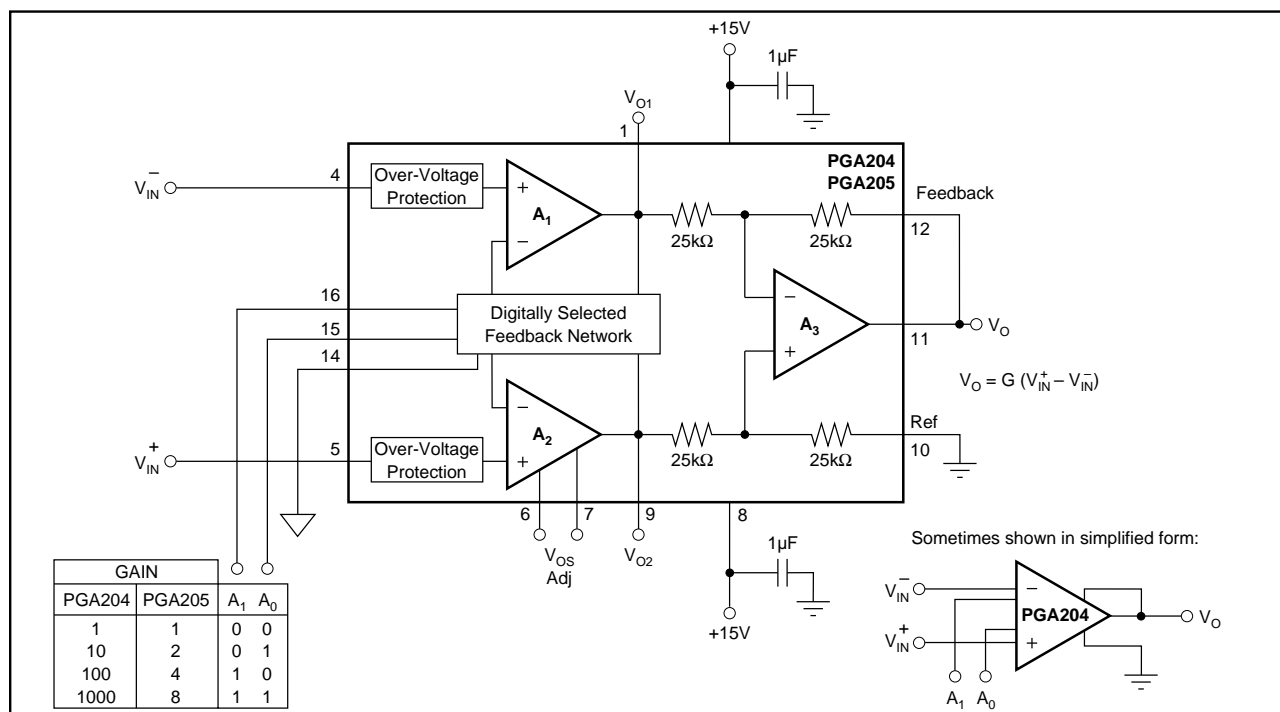 +15V
1µF
V_O1
1
PGA204
PGA205
V_IN^−
4
Over-Voltage
Protection
+
A_1
−
25kΩ
25kΩ
Feedback
12
16
15
14
Digitally Selected
Feedback Network
−
A_3
+
11
V_O
V_O = G (V_IN^+ – V_IN^−)
−
A_2
+
V_IN^+
5
Over-Voltage
Protection
25kΩ
25kΩ
Ref
10
6
7
9
8
V_OS
Adj
V_O2
1µF
+15V
Sometimes shown in simplified form:
V_IN^−
−
PGA204
V_O
V_IN^+
+
A_1 A_0
GAIN
PGA204 PGA205 A_1 A_0
1 1 0 0
10 2 0 1
100 4 1 0
1000 8 1 1